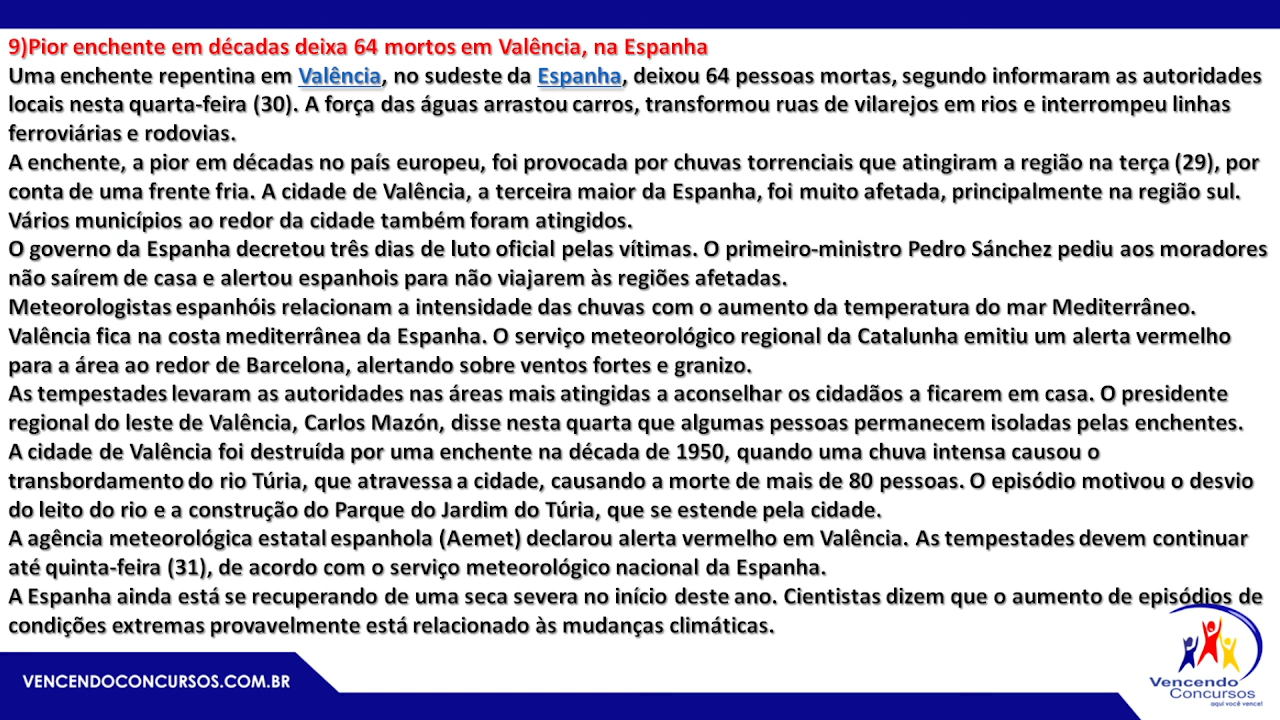 9)Pior enchente em décadas deixa 64 mortos em Valência, na Espanha
Uma enchente repentina em Valência, no sudeste da Espanha, deixou 64 pessoas mortas, segundo informaram as autoridades
locais nesta quarta-feira (30). A força das águas arrastou carros, transformou ruas de vilarejos em rios e interrompeu linhas
ferroviárias e rodovias.
A enchente, a pior em décadas no país europeu, foi provocada por chuvas torrenciais que atingiram a região na terça (29), por
conta de uma frente fria. A cidade de Valência, a terceira maior da Espanha, foi muito afetada, principalmente na região sul.
Vários municípios ao redor da cidade também foram atingidos.
O governo da Espanha decretou três dias de luto oficial pelas vítimas. O primeiro-ministro Pedro Sánchez pediu aos moradores
não saírem de casa e alertou espanhois para não viajarem às regiões afetadas.
Meteorologistas espanhóis relacionam a intensidade das chuvas com o aumento da temperatura do mar Mediterrâneo.
Valência fica na costa mediterrânea da Espanha. O serviço meteorológico regional da Catalunha emitiu um alerta vermelho
para a área ao redor de Barcelona, alertando sobre ventos fortes e granizo.
As tempestades levaram as autoridades nas áreas mais atingidas a aconselhar os cidadãos a ficarem em casa. O presidente
regional do leste de Valência, Carlos Mazón, disse nesta quarta que algumas pessoas permanecem isoladas pelas enchentes.
A cidade de Valência foi destruída por uma enchente na década de 1950, quando uma chuva intensa causou o
transbordamento do rio Túria, que atravessa a cidade, causando a morte de mais de 80 pessoas. O episódio motivou o desvio
do leito do rio e a construção do Parque do Jardim do Túria, que se estende pela cidade.
A agência meteorológica estatal espanhola (Aemet) declarou alerta vermelho em Valência. As tempestades devem continuar
até quinta-feira (31), de acordo com o serviço meteorológico nacional da Espanha.
A Espanha ainda está se recuperando de uma seca severa no início deste ano. Cientistas dizem que o aumento de episódios de
condições extremas provavelmente está relacionado às mudanças climáticas.
VENCENDOCONCURSOS.COM.BR
Vencendo
Concursos
aqui você vence!